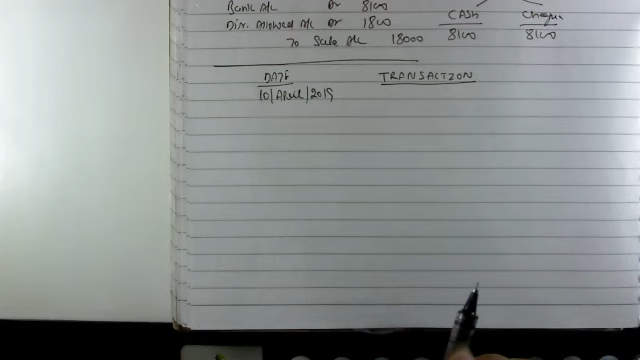 Bank A/c Dr 8100
Dis. Allowed A/c Dr 1800
To Sale A/c 18000
CASH Cheque
8100 8100
DATE TRANSACTION
10/April/2019